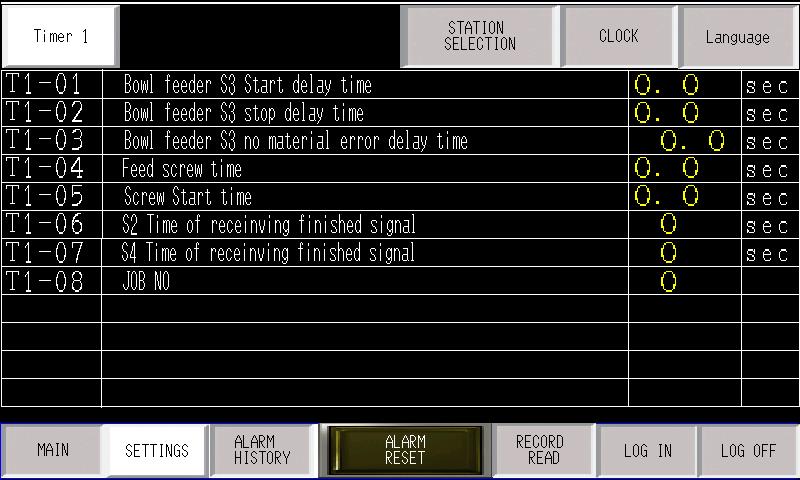 Timer 1
STATION
SELECTION
CLOCK
Language
T1-01 Bowl feeder S3 Start delay time 0. 0 sec
T1-02 Bowl feeder S3 stop delay time 0. 0 sec
T1-03 Bowl feeder S3 no material error delay time 0. 0 sec
T1-04 Feed screw time 0. 0 sec
T1-05 Screw Start time 0. 0 sec
T1-06 S2 Time of receinving finished signal 0 sec
T1-07 S4 Time of receinving finished signal 0 sec
T1-08 JOB NO 0
MAIN
SETTINGS
ALARM
HISTORY
ALARM
RESET
RECORD
READ
LOG IN
LOG OFF